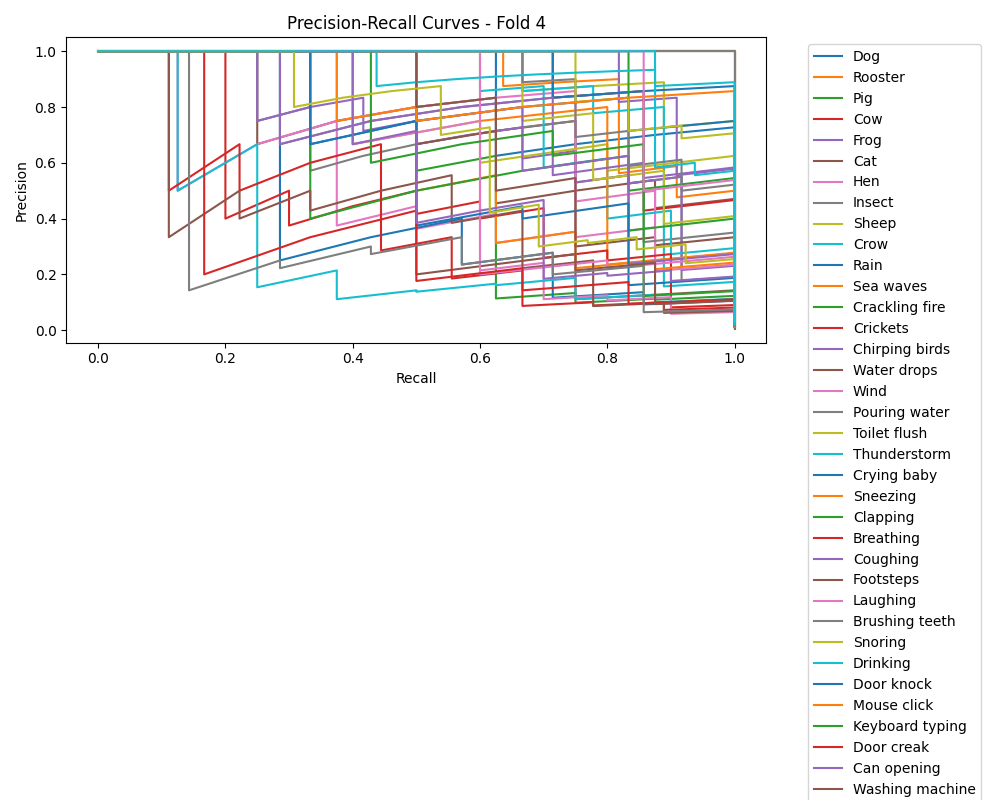 Precision-Recall Curves - Fold 4
1.0
0.8
0.6
0.4
0.2
0.0
Precision
0.0 0.2 0.4 0.6 0.8 1.0
Recall
Dog
Rooster
Pig
Cow
Frog
Cat
Hen
Insect
Sheep
Crow
Rain
Sea waves
Crackling fire
Crickets
Chirping birds
Water drops
Wind
Pouring water
Toilet flush
Thunderstorm
Crying baby
Sneezing
Clapping
Breathing
Coughing
Footsteps
Laughing
Brushing teeth
Snoring
Drinking
Door knock
Mouse click
Keyboard typing
Door creak
Can opening
Washing machine